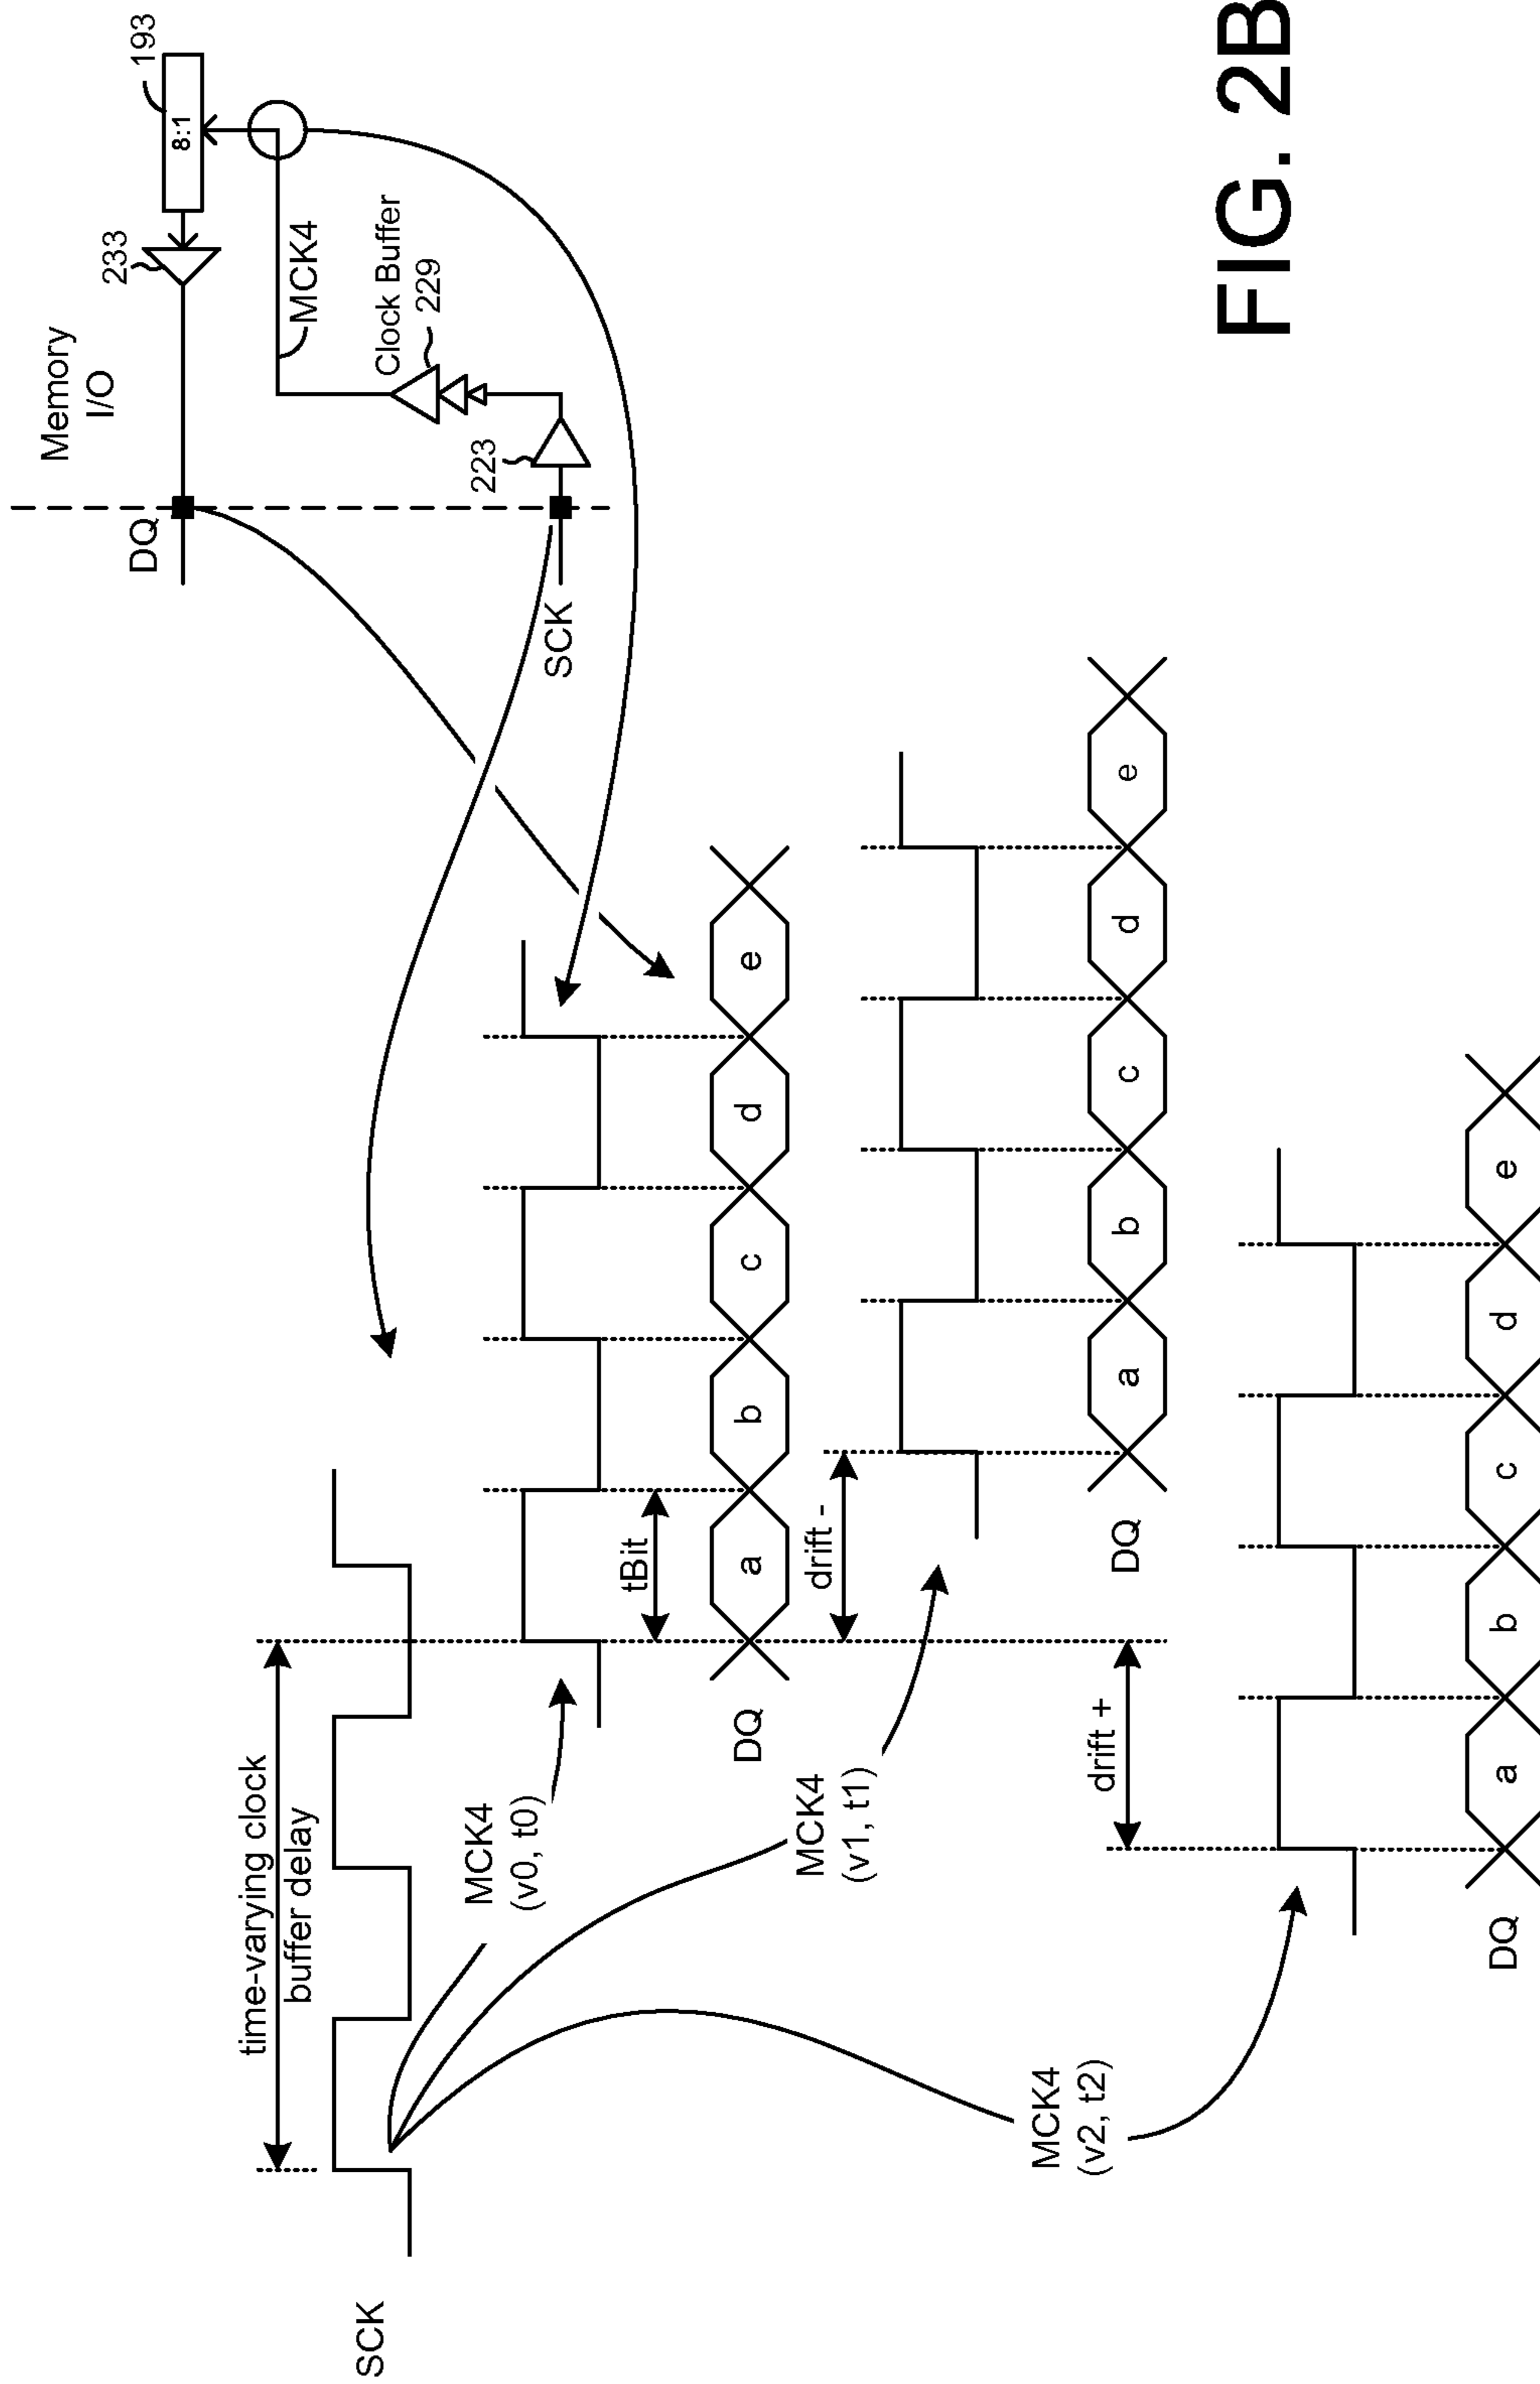 Memory
I/O
DQ
233
193
8:1
MCK4
Clock Buffer
229
223
SCK
time-varying clock
buffer delay
SCK
MCK4
(v0, t0)
tBit
DQ
a
b
c
d
e
MCK4
(v1, t1)
drift -
DQ
a
b
c
d
e
drift +
MCK4
(v2, t2)
DQ
a
b
c
d
e
FIG. 2B